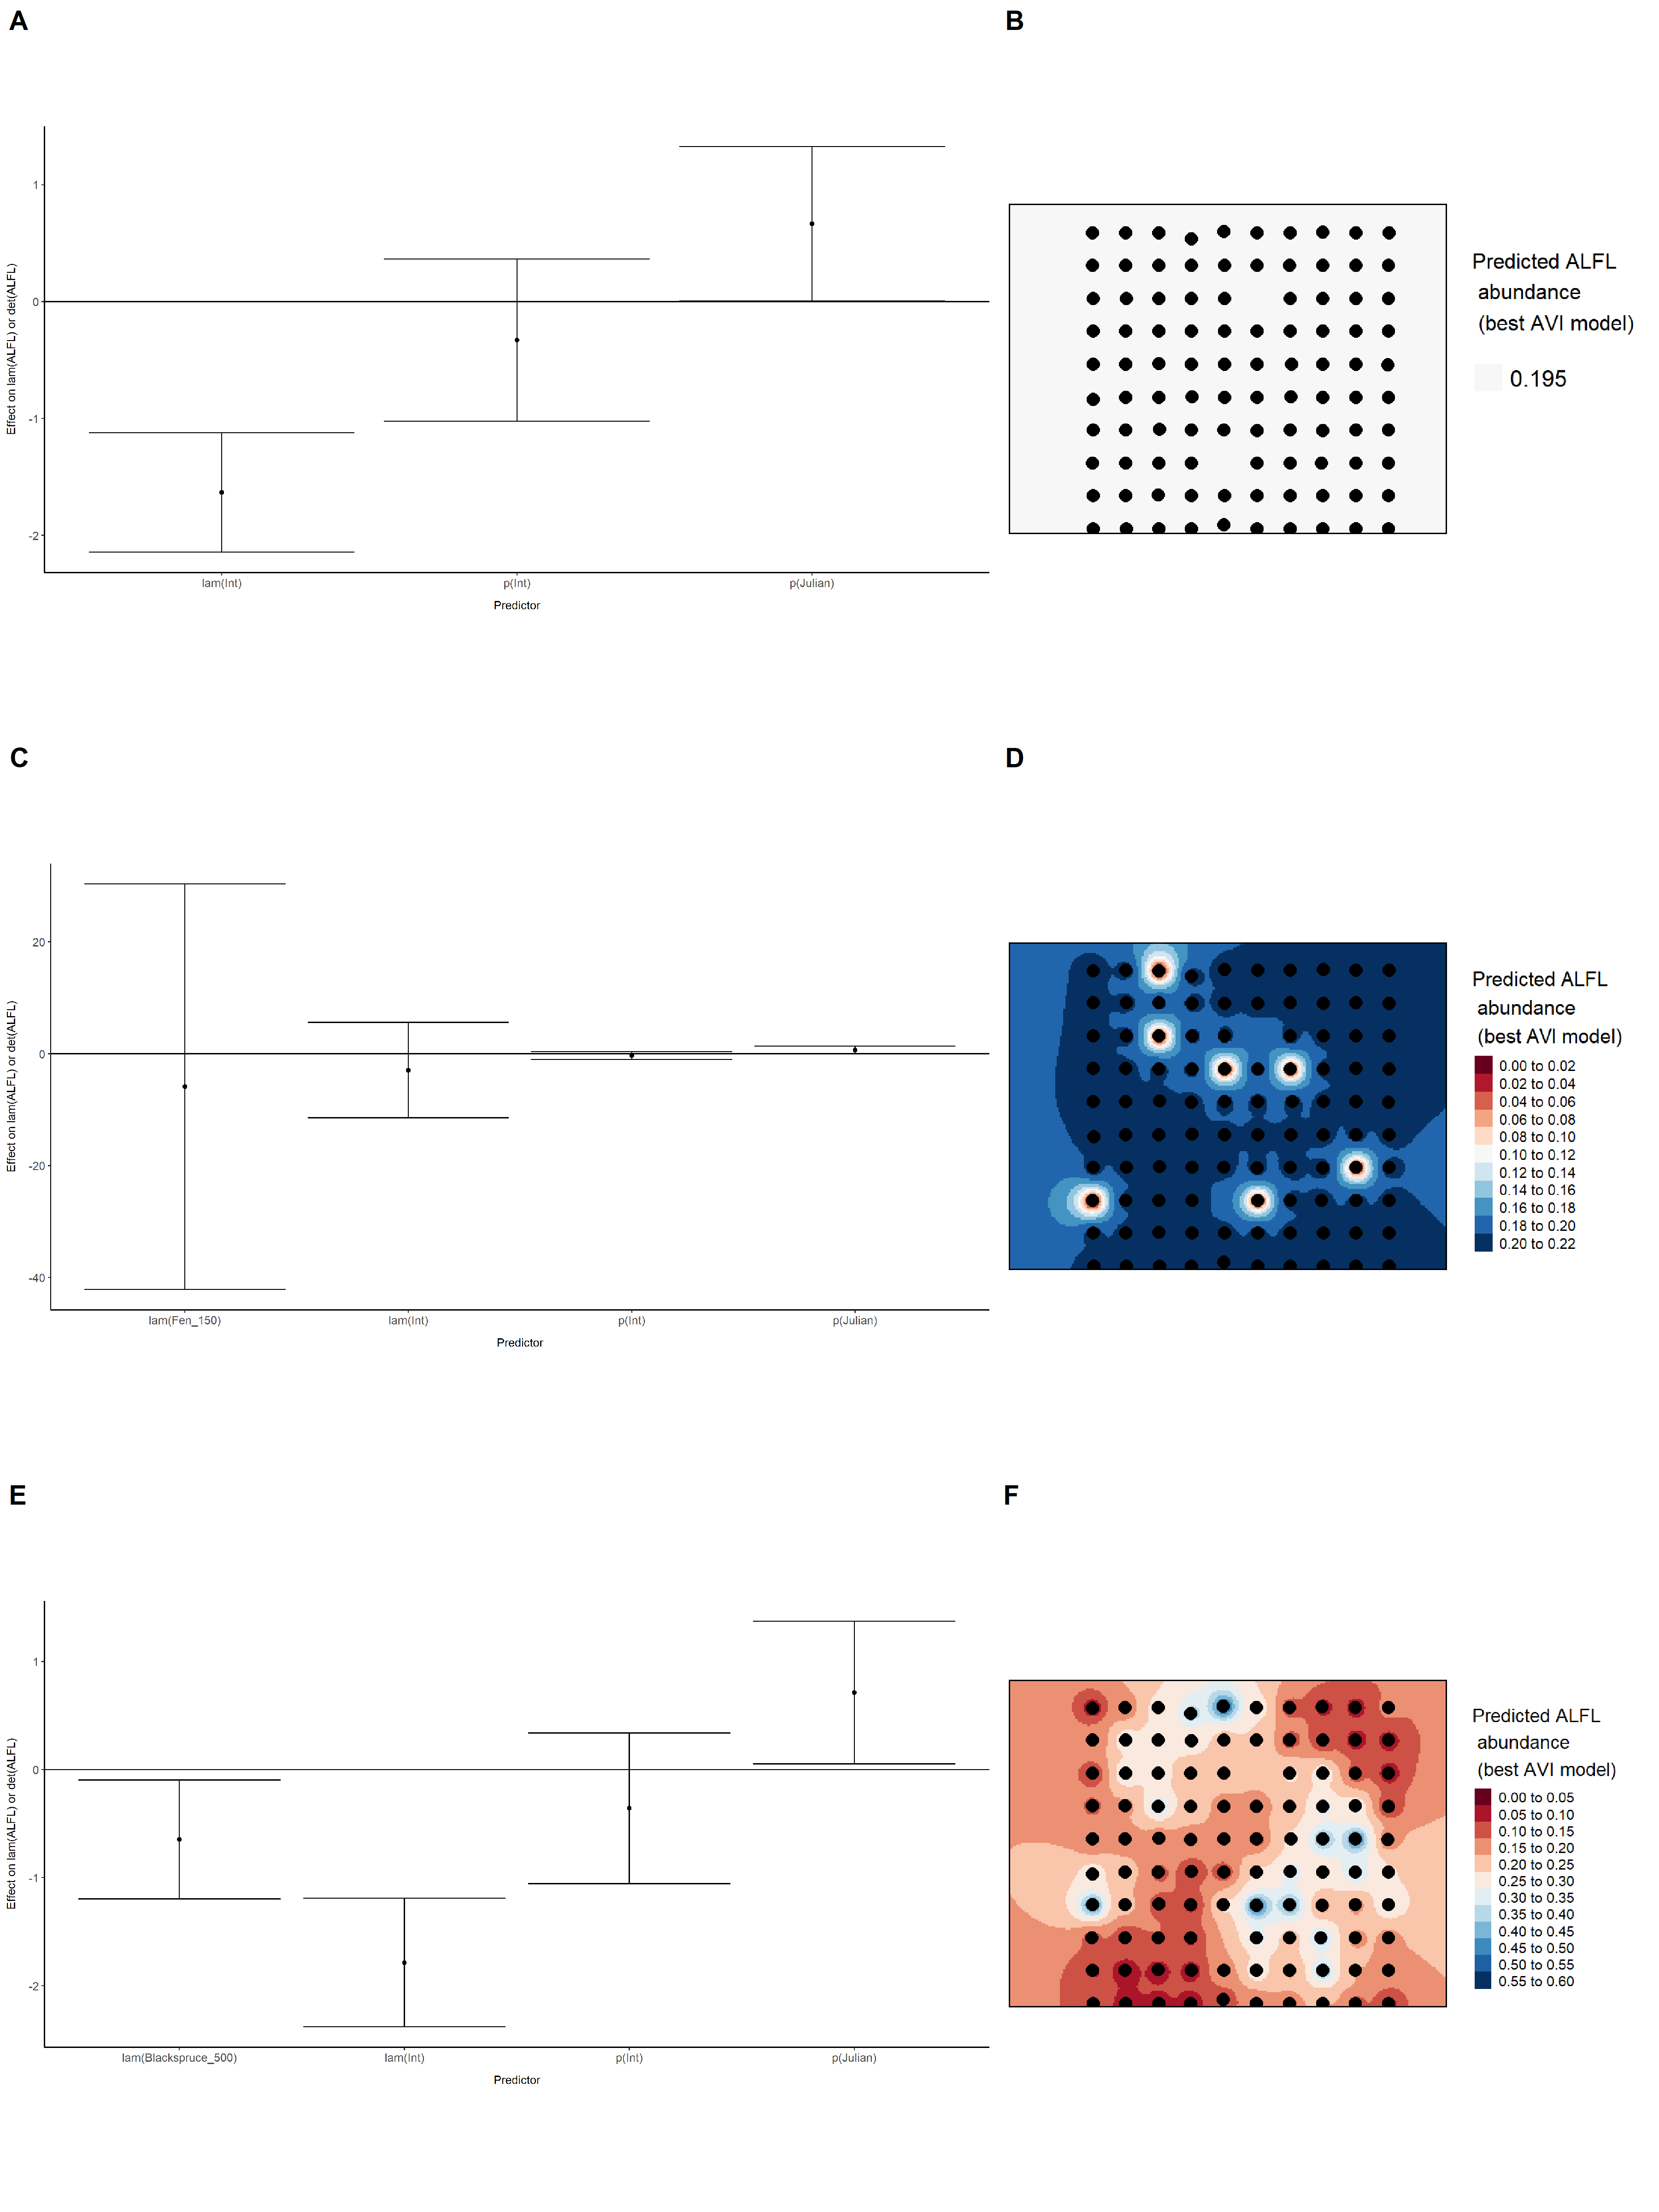 A
B
Effect on lam(ALFL) or det(ALFL)
1
0
-1
-2
lam(Int)
p(Int)
p(Julian)
Predictor
Predicted ALFL
abundance
(best AVI model)
0.195
C
D
Effect on lam(ALFL) or det(ALFL)
20
0
-20
-40
lam(Fen_150)
lam(Int)
p(Int)
p(Julian)
Predictor
Predicted ALFL
abundance
(best AVI model)
0.00 to 0.02
0.02 to 0.04
0.04 to 0.06
0.06 to 0.08
0.08 to 0.10
0.10 to 0.12
0.12 to 0.14
0.14 to 0.16
0.16 to 0.18
0.18 to 0.20
0.20 to 0.22
E
F
Effect on lam(ALFL) or det(ALFL)
1
0
-1
-2
lam(Blackspruce_500)
lam(Int)
p(Int)
p(Julian)
Predictor
Predicted ALFL
abundance
(best AVI model)
0.00 to 0.05
0.05 to 0.10
0.10 to 0.15
0.15 to 0.20
0.20 to 0.25
0.25 to 0.30
0.30 to 0.35
0.35 to 0.40
0.40 to 0.45
0.45 to 0.50
0.50 to 0.55
0.55 to 0.60